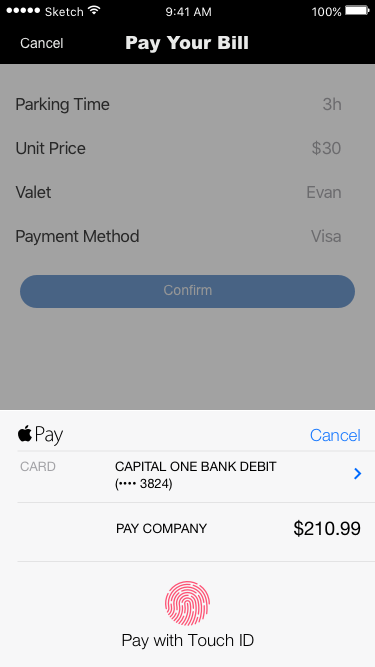 Sketch 9:41 AM 100%
Cancel Pay Your Bill
Parking Time 3h
Unit Price $30
Valet Evan
Payment Method Visa
Confirm
Pay Cancel
CARD CAPITAL ONE BANK DEBIT
(•••• 3824)
PAY COMPANY $210.99
Pay with Touch ID